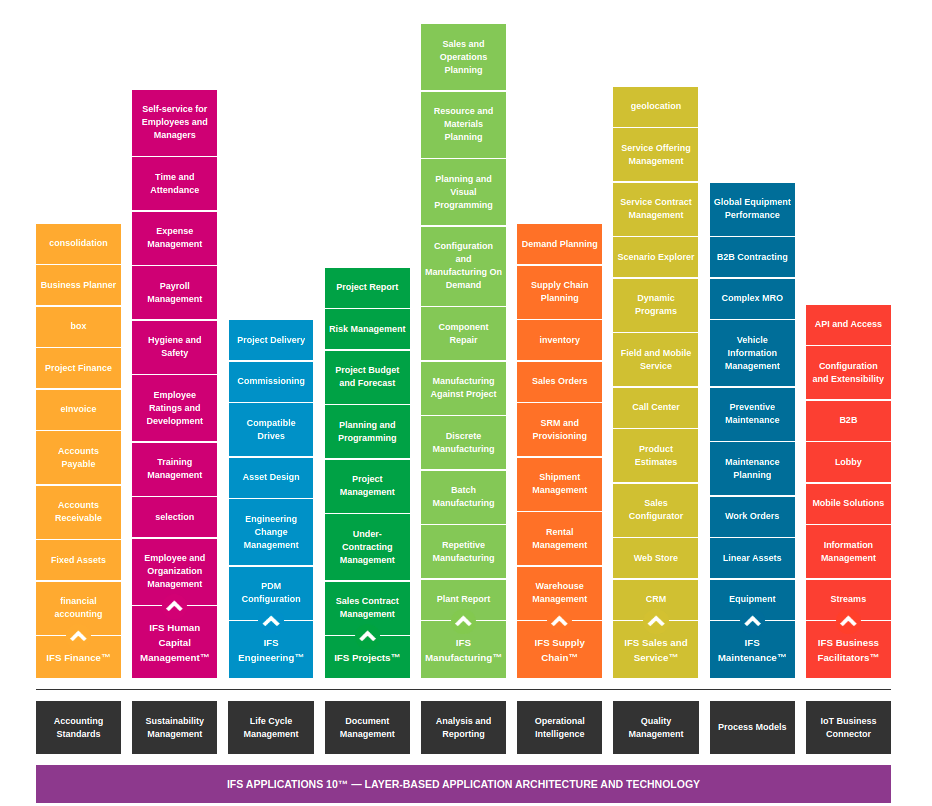 consolidation
Business Planner
box
Project Finance
eInvoice
Accounts
Payable
Accounts
Receivable
Fixed Assets
financial
accounting
IFS Finance™
Self-service for
Employees and
Managers
Time and
Attendance
Expense
Management
Payroll
Management
Hygiene and
Safety
Employee
Ratings and
Development
Training
Management
selection
Employee and
Organization
Management
IFS Human
Capital
Management™
Project Delivery
Commissioning
Compatible
Drives
Asset Design
Engineering
Change
Management
PDM
Configuration
IFS
Engineering™
Project Report
Risk Management
Project Budget
and Forecast
Planning and
Programming
Project
Management
Under-
Contracting
Management
Sales Contract
Management
IFS Projects™
Sales and
Operations
Planning
Resource and
Materials
Planning
Planning and
Visual
Programming
Configuration
and
Manufacturing On
Demand
Component
Repair
Manufacturing
Against Project
Discrete
Manufacturing
Batch
Manufacturing
Repetitive
Manufacturing
Plant Report
IFS
Manufacturing™
Demand Planning
Supply Chain
Planning
inventory
Sales Orders
SRM and
Provisioning
Shipment
Management
Rental
Management
Warehouse
Management
IFS Supply
Chain™
geolocation
Service Offering
Management
Service Contract
Management
Scenario Explorer
Dynamic
Programs
Field and Mobile
Service
Call Center
Product
Estimates
Sales
Configurator
Web Store
CRM
IFS Sales and
Service™
Global Equipment
Performance
B2B Contracting
Complex MRO
Vehicle
Information
Management
Preventive
Maintenance
Maintenance
Planning
Work Orders
Linear Assets
Equipment
IFS
Maintenance™
API and Access
Configuration
and Extensibility
B2B
Lobby
Mobile Solutions
Information
Management
Streams
IFS Business
Facilitators™
Accounting
Standards
Sustainability
Management
Life Cycle
Management
Document
Management
Analysis and
Reporting
Operational
Intelligence
Quality
Management
Process Models
IoT Business
Connector
IFS APPLICATIONS 10™ — LAYER-BASED APPLICATION ARCHITECTURE AND TECHNOLOGY